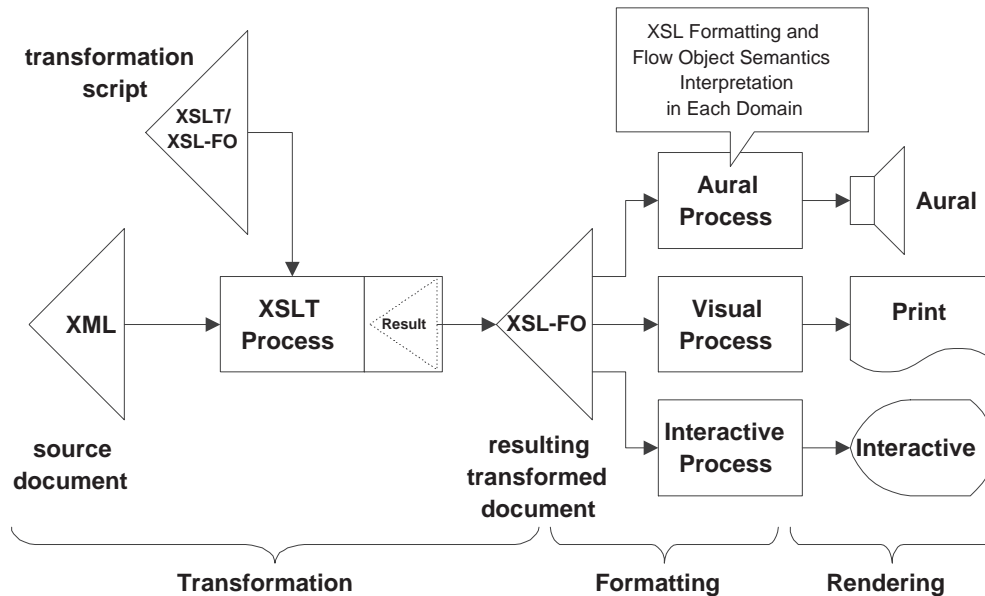 transformation
script
XSLT/
XSL-FO
XSL Formatting and
Flow Object Semantics
Interpretation
in Each Domain
Aural
Process
Aural
XML
XSLT
Process
Result
XSL-FO
Visual
Process
Print
source
document
resulting
transformed
document
Interactive
Process
Interactive
Transformation
Formatting
Rendering